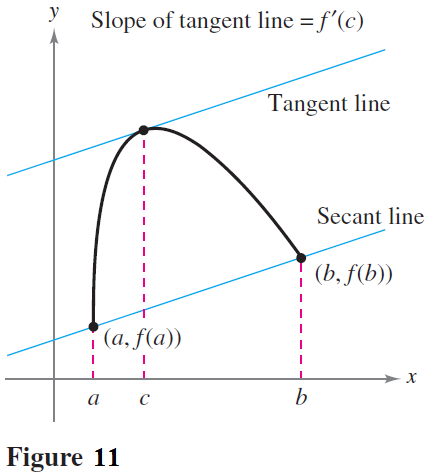 y
Slope of tangent line = f′(c)
Tangent line
Secant line
(b, f(b))
(a, f(a))
x
a c b
Figure 11